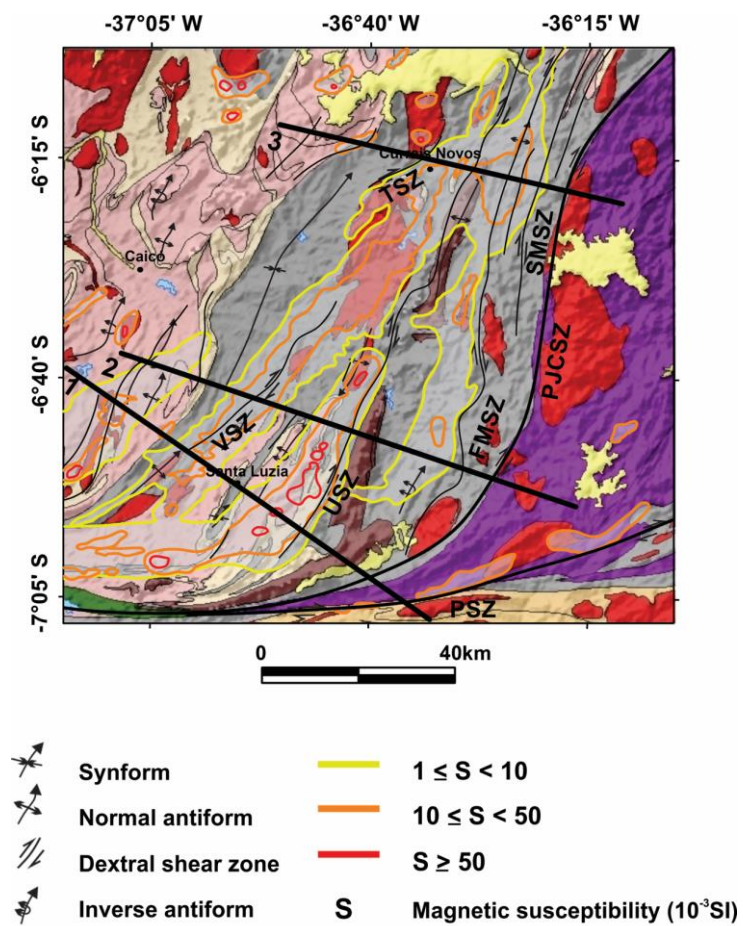 -37°05' W -36°40' W -36°15' W
-6°15' S
-6°40' S
-7°05' S
3
Currais Novos
TSZ
SMSZ
Caicó
PJCSZ
2
1
VSZ
FMSZ
Santa Luzia
USZ
PSZ
0 40km
Synform 1 ≤ S < 10
Normal antiform 10 ≤ S < 50
Dextral shear zone S ≥ 50
Inverse antiform S Magnetic susceptibility (10⁻³SI)